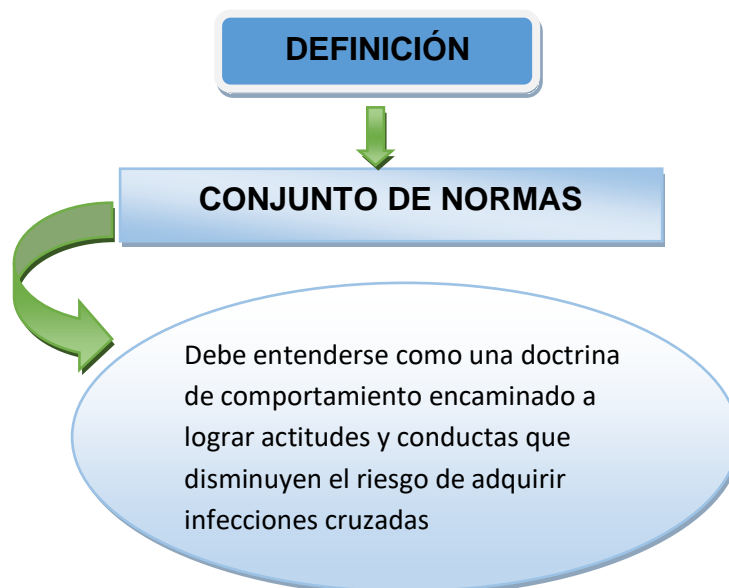 DEFINICIÓN
CONJUNTO DE NORMAS
Debe entenderse como una doctrina
de comportamiento encaminado a
lograr actitudes y conductas que
disminuyen el riesgo de adquirir
infecciones cruzadas